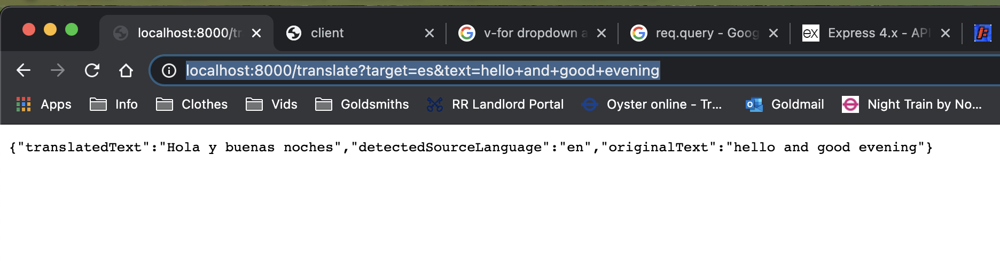 localhost:8000/tr client v-for dropdown a req.query - Goog Express 4.x - API
localhost:8000/translate?target=es&text=hello+and+good+evening
Apps Info Clothes Vids Goldsmiths RR Landlord Portal Oyster online - Tr... Goldmail Night Train by No...
{"translatedText":"Hola y buenas noches","detectedSourceLanguage":"en","originalText":"hello and good evening"}